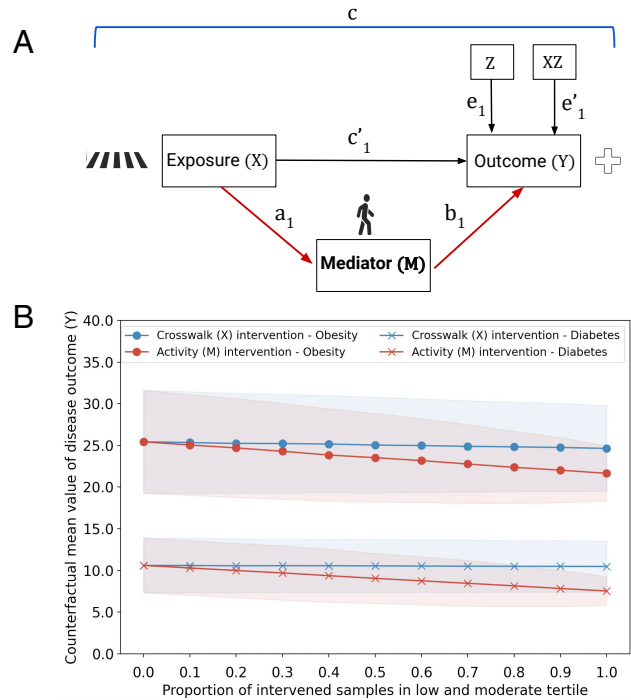 A
c
Z
XZ
e₁
e’₁
c’₁
Exposure (X)
Outcome (Y)
a₁
b₁
Mediator (M)
B
Counterfactual mean value of disease outcome (Y)
40.0
35.0
30.0
25.0
20.0
15.0
10.0
5.0
0.0
Crosswalk (X) intervention - Obesity
Activity (M) intervention - Obesity
Crosswalk (X) intervention - Diabetes
Activity (M) intervention - Diabetes
0.0 0.1 0.2 0.3 0.4 0.5 0.6 0.7 0.8 0.9 1.0
Proportion of intervened samples in low and moderate tertile